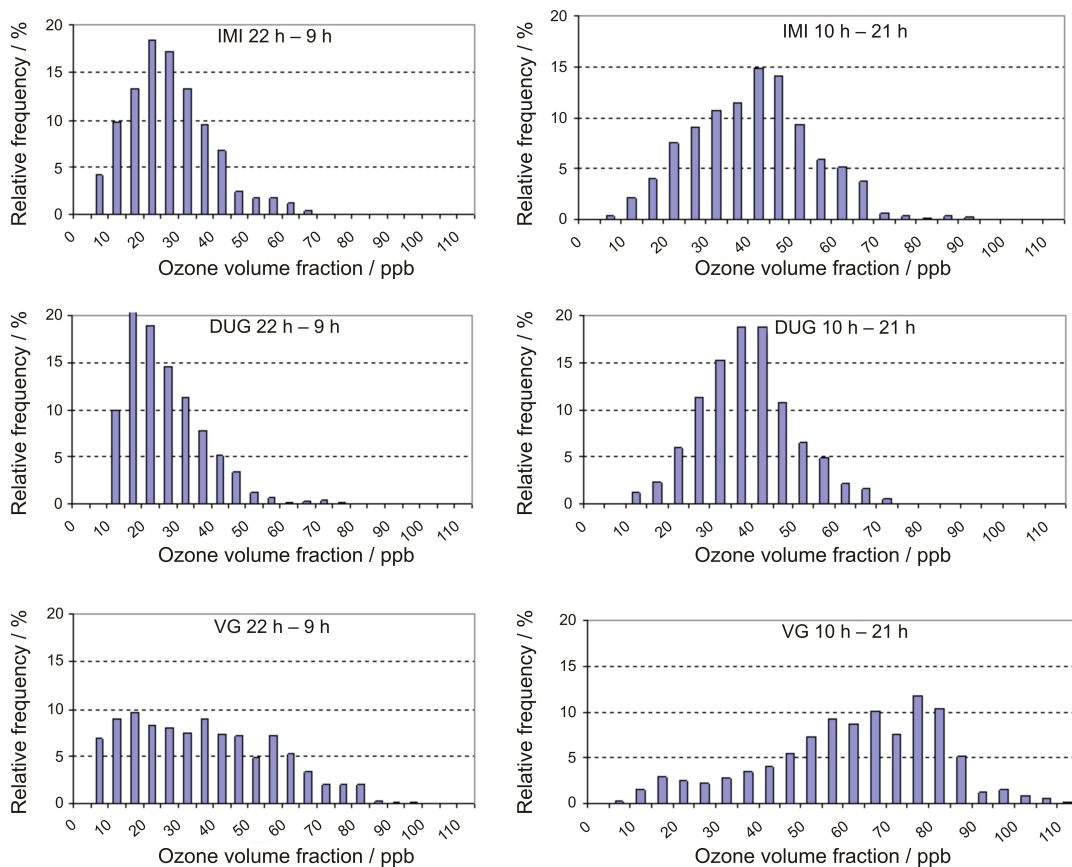 IMI 22 h – 9 h
Relative frequency / %
20
15
10
5
0
0 10 20 30 40 50 60 70 80 90 100 110
Ozone volume fraction / ppb
IMI 10 h – 21 h
Relative frequency / %
20
15
10
5
0
0 10 20 30 40 50 60 70 80 90 100 110
Ozone volume fraction / ppb
DUG 22 h – 9 h
Relative frequency / %
20
15
10
5
0
0 10 20 30 40 50 60 70 80 90 100 110
Ozone volume fraction / ppb
DUG 10 h – 21 h
Relative frequency / %
20
15
10
5
0
0 10 20 30 40 50 60 70 80 90 100 110
Ozone volume fraction / ppb
VG 22 h – 9 h
Relative frequency / %
20
15
10
5
0
0 10 20 30 40 50 60 70 80 90 100 110
Ozone volume fraction / ppb
VG 10 h – 21 h
Relative frequency / %
20
15
10
5
0
0 10 20 30 40 50 60 70 80 90 100 110
Ozone volume fraction / ppb